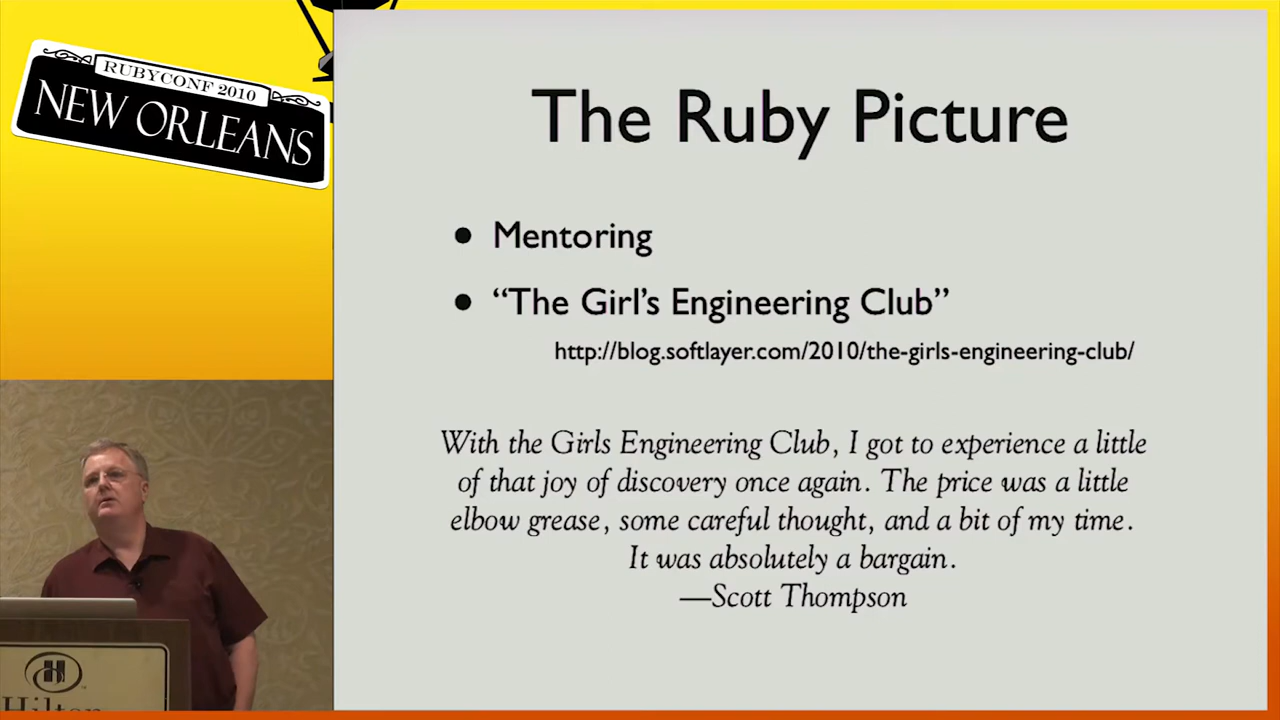 RUBYCONF 2010
NEW ORLEANS
The Ruby Picture
• Mentoring
• “The Girl’s Engineering Club”
http://blog.softlayer.com/2010/the-girls-engineering-club/
With the Girls Engineering Club, I got to experience a little
of that joy of discovery once again. The price was a little
elbow grease, some careful thought, and a bit of my time.
It was absolutely a bargain.
—Scott Thompson
Hilton